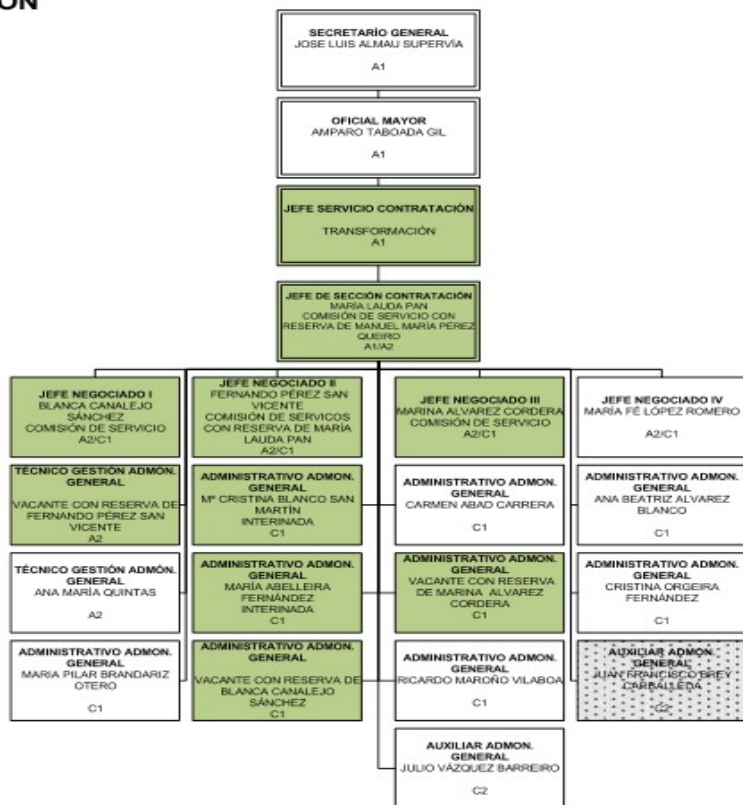 ÓN
SECRETARIO GENERAL
JOSE LUIS ALMAU SUPERVÍA
A1
OFICIAL MAYOR
AMPARO TABOADA GIL
A1
JEFE SERVICIO CONTRATACIÓN
TRANSFORMACIÓN
A1
JEFE DE SECCIÓN CONTRATACIÓN
MARÍA LAUDA PAN
COMISIÓN DE SERVICIO CON
RESERVA DE MANUEL MARÍA PÉREZ
QUEIRO
A1/A2
JEFE NEGOCIADO I
BLANCA CANALEJO
SÁNCHEZ
COMISIÓN DE SERVICIO
A2/C1
JEFE NEGOCIADO II
FERNANDO PÉREZ SAN
VICENTE
COMISIÓN DE SERVICOS
CON RESERVA DE MARÍA
LAUDA PAN
A2/C1
JEFE NEGOCIADO III
MARINA ALVAREZ CORDERA
COMISIÓN DE SERVICIO
A2/C1
JEFE NEGOCIADO IV
MARÍA FÉ LÓPEZ ROMERO
A2/C1
TÉCNICO GESTIÓN ADMÓN.
GENERAL
VACANTE CON RESERVA DE
FERNANDO PÉREZ SAN
VICENTE
A2
ADMINISTRATIVO ADMON.
GENERAL
Mª CRISTINA BLANCO SAN
MARTÍN
INTERINADA
C1
ADMINISTRATIVO ADMON.
GENERAL
CARMEN ABAD CARRERA
C1
ADMINISTRATIVO ADMON.
GENERAL
ANA BEATRIZ ALVAREZ
BLANCO
C1
TÉCNICO GESTIÓN ADMÓN.
GENERAL
ANA MARÍA QUINTAS
A2
ADMINISTRATIVO ADMON.
GENERAL
MARÍA ABELLEIRA
FERNÁNDEZ
INTERINADA
C1
ADMINISTRATIVO ADMON.
GENERAL
VACANTE CON RESERVA
DE MARINA ALVAREZ
CORDERA
C1
ADMINISTRATIVO ADMON.
GENERAL
CRISTINA ORGEIRA
FERNÁNDEZ
C1
ADMINISTRATIVO ADMON.
GENERAL
MARIA PILAR BRANDARIZ
OTERO
C1
ADMINISTRATIVO ADMON.
GENERAL
VACANTE CON RESERVA DE
BLANCA CANALEJO
SÁNCHEZ
C1
ADMINISTRATIVO ADMON.
GENERAL
RICARDO MAROÑO VILABOA
C1
AUXILIAR ADMON.
GENERAL
JUAN FRANCISCO BREY
CARBALLEDA
C2
AUXILIAR ADMON.
GENERAL
JULIO VÁZQUEZ BARREIRO
C2